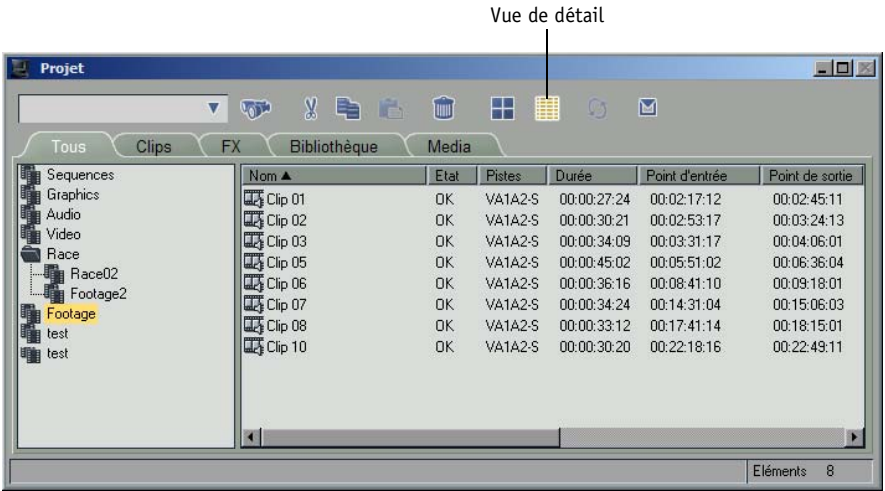 Vue de détail
Projet
Tous Clips FX Bibliothèque Media
Sequences
Graphics
Audio
Video
Race
Race02
Footage2
Footage
test
test
Nom Etat Pistes Durée Point d'entrée Point de sortie
Clip 01 OK VA1A2-S 00:00:27:24 00:02:17:12 00:02:45:11
Clip 02 OK VA1A2-S 00:00:30:21 00:02:53:17 00:03:24:13
Clip 03 OK VA1A2-S 00:00:34:09 00:03:31:17 00:04:06:01
Clip 05 OK VA1A2-S 00:00:45:02 00:05:51:02 00:06:36:04
Clip 06 OK VA1A2-S 00:00:36:16 00:08:41:10 00:09:18:01
Clip 07 OK VA1A2-S 00:00:34:24 00:14:31:04 00:15:06:03
Clip 08 OK VA1A2-S 00:00:33:12 00:17:41:14 00:18:15:01
Clip 10 OK VA1A2-S 00:00:30:20 00:22:18:16 00:22:49:11
Eléments 8